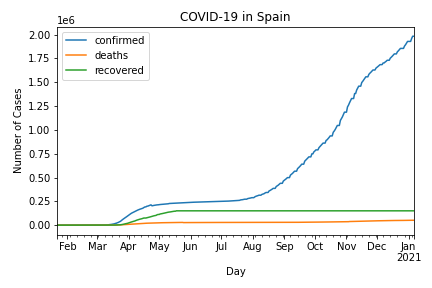 COVID-19 in Spain
1e6
confirmed
deaths
recovered
Number of Cases
2.00
1.75
1.50
1.25
1.00
0.75
0.50
0.25
0.00
Feb Mar Apr May Jun Jul Aug Sep Oct Nov Dec Jan
2021
Day